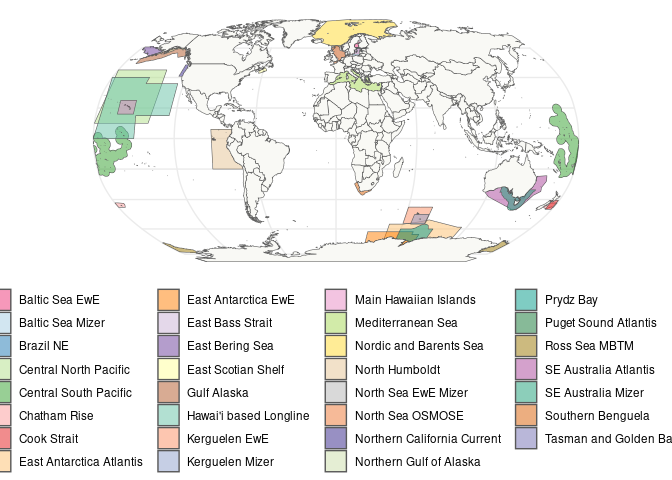 Baltic Sea EwE
Baltic Sea Mizer
Brazil NE
Central North Pacific
Central South Pacific
Chatham Rise
Cook Strait
East Antarctica Atlantis
East Antarctica EwE
East Bass Strait
East Bering Sea
East Scotian Shelf
Gulf Alaska
Hawai'i based Longline
Kerguelen EwE
Kerguelen Mizer
Main Hawaiian Islands
Mediterranean Sea
Nordic and Barents Sea
North Humboldt
North Sea EwE Mizer
North Sea OSMOSE
Northern California Current
Northern Gulf of Alaska
Prydz Bay
Puget Sound Atlantis
Ross Sea MBTM
SE Australia Atlantis
SE Australia Mizer
Southern Benguela
Tasman and Golden Ba